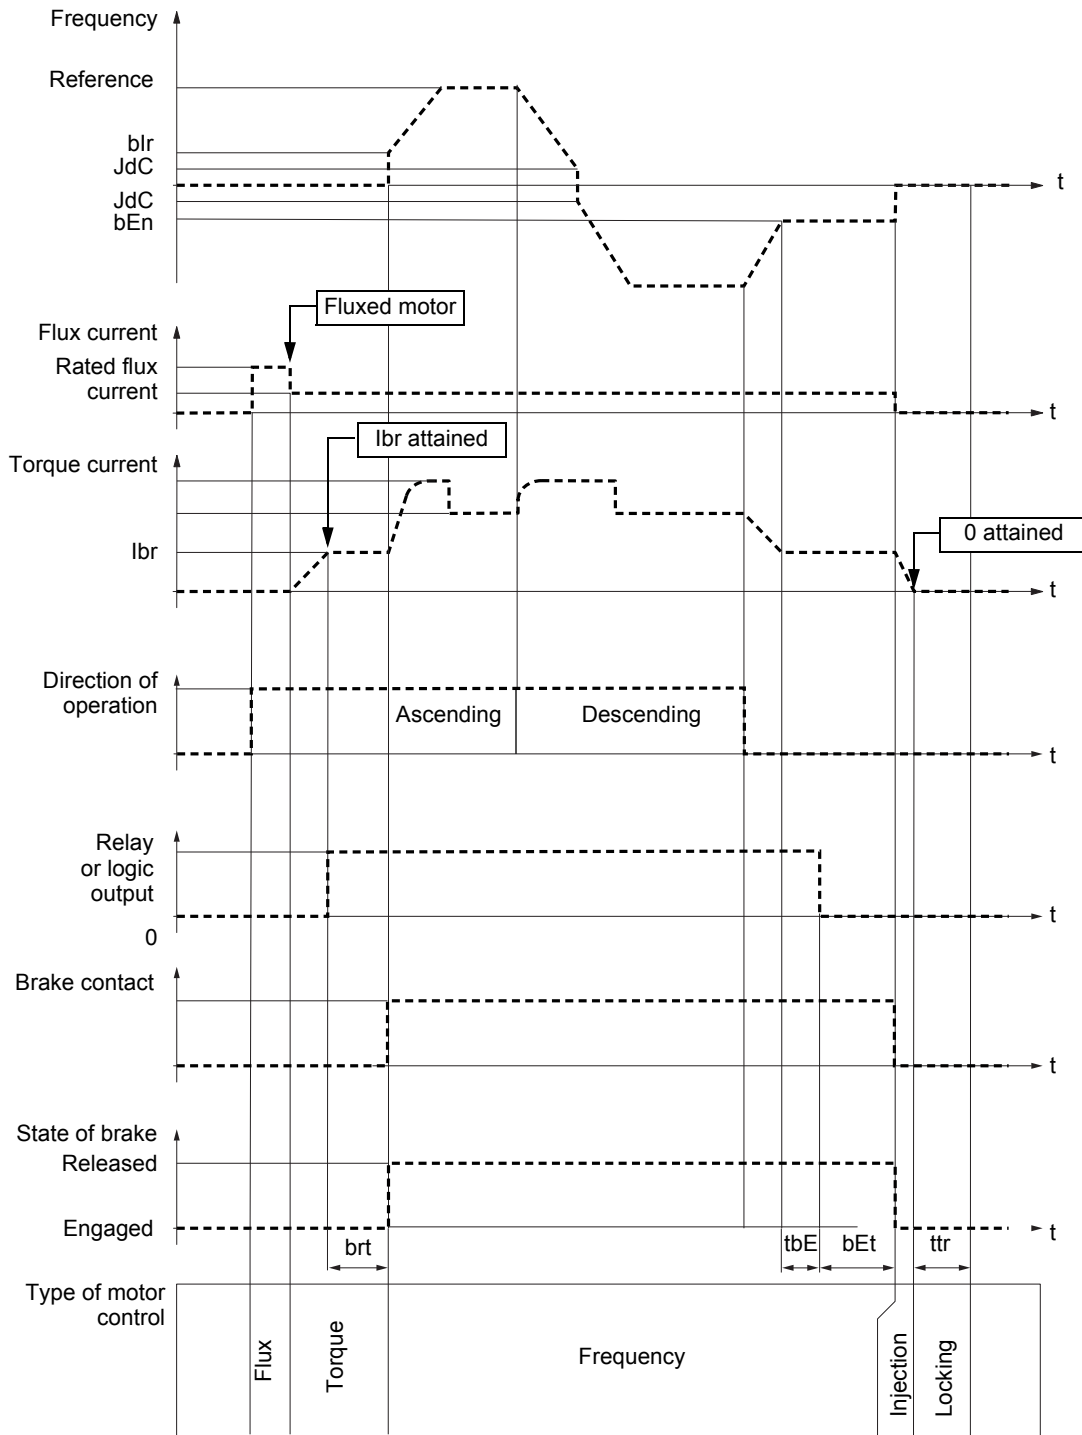 Frequency
Reference
bIr
JdC
t
JdC
bEn
Fluxed motor
Flux current
Rated flux
current
t
Ibr attained
Torque current
Ibr
0 attained
t
Direction of
operation
Ascending
Descending
t
Relay
or logic
output
0
t
Brake contact
t
State of brake
Released
Engaged
t
brt
tbE
bEt
ttr
Type of motor
control
Flux
Torque
Frequency
Injection
Locking